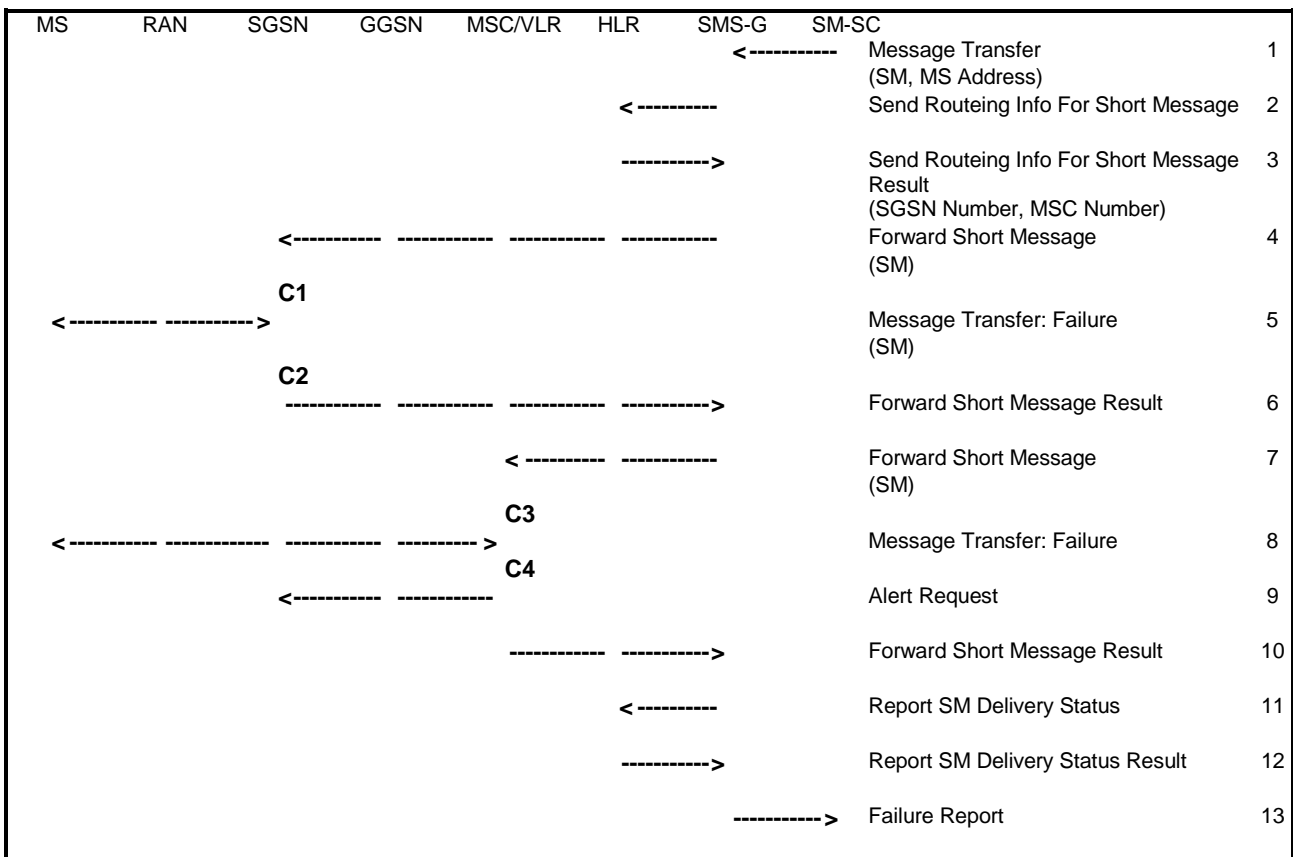 MS RAN SGSN GGSN MSC/VLR HLR SMS-G SM-SC
Message Transfer 1
(SM, MS Address)
Send Routeing Info For Short Message 2
Send Routeing Info For Short Message 3
Result
(SGSN Number, MSC Number)
Forward Short Message 4
(SM)
C1
Message Transfer: Failure 5
(SM)
C2
Forward Short Message Result 6
Forward Short Message 7
(SM)
C3
Message Transfer: Failure 8
C4
Alert Request 9
Forward Short Message Result 10
Report SM Delivery Status 11
Report SM Delivery Status Result 12
Failure Report 13